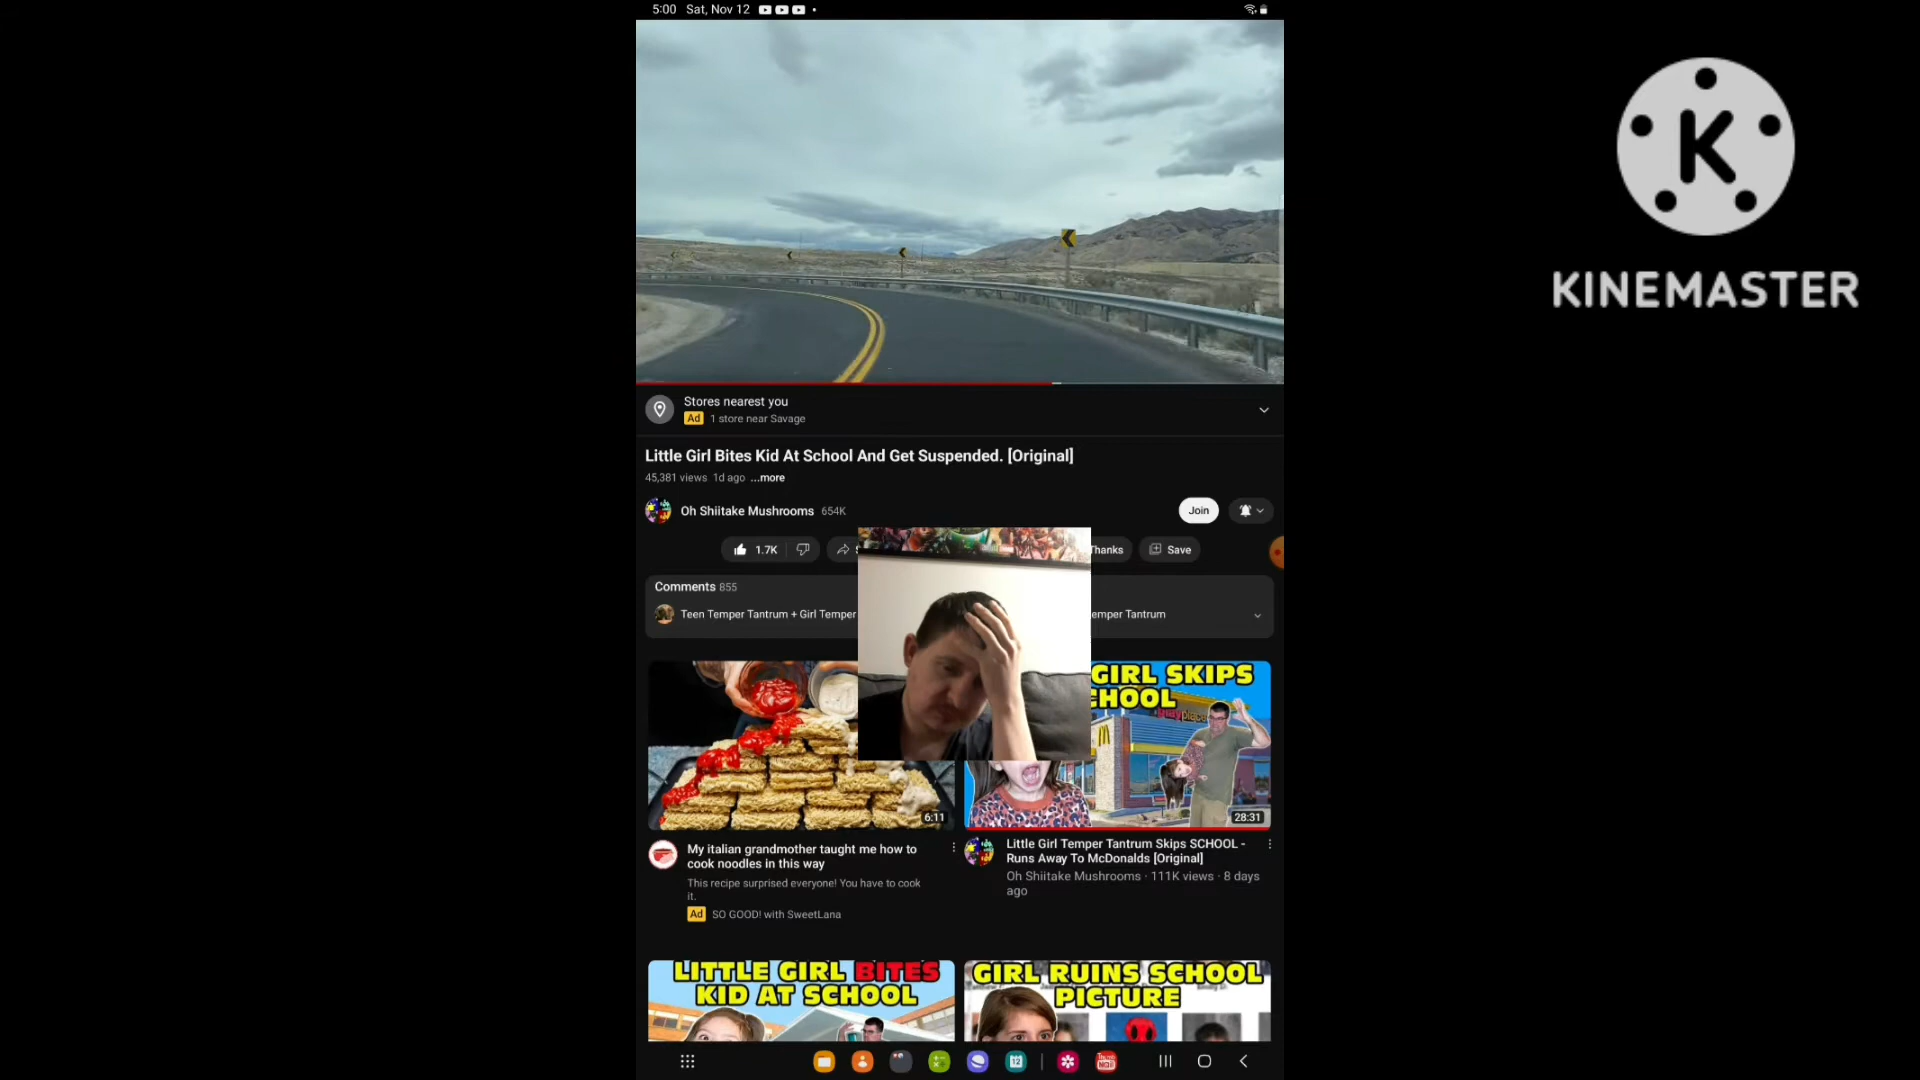 5:00 Sat, Nov 12
K
KINEMASTER
Stores nearest you
Ad 1 store near Savage
Little Girl Bites Kid At School And Get Suspended. [Original]
45,381 views 1d ago ...more
Oh Shiitake Mushrooms 654K
Join
1.7K
Thanks
Save
Comments 855
Teen Temper Tantrum + Girl Temper
emper Tantrum
GIRL SKIPS
CHOOL
playplace
6:11
28:31
My italian grandmother taught me how to
cook noodles in this way
This recipe surprised everyone! You have to cook
it.
Ad SO GOOD! with SweetLana
Little Girl Temper Tantrum Skips SCHOOL -
Runs Away To McDonalds [Original]
Oh Shiitake Mushrooms · 111K views · 8 days
ago
LITTLE GIRL BITES
KID AT SCHOOL
GIRL RUINS SCHOOL
PICTURE
12